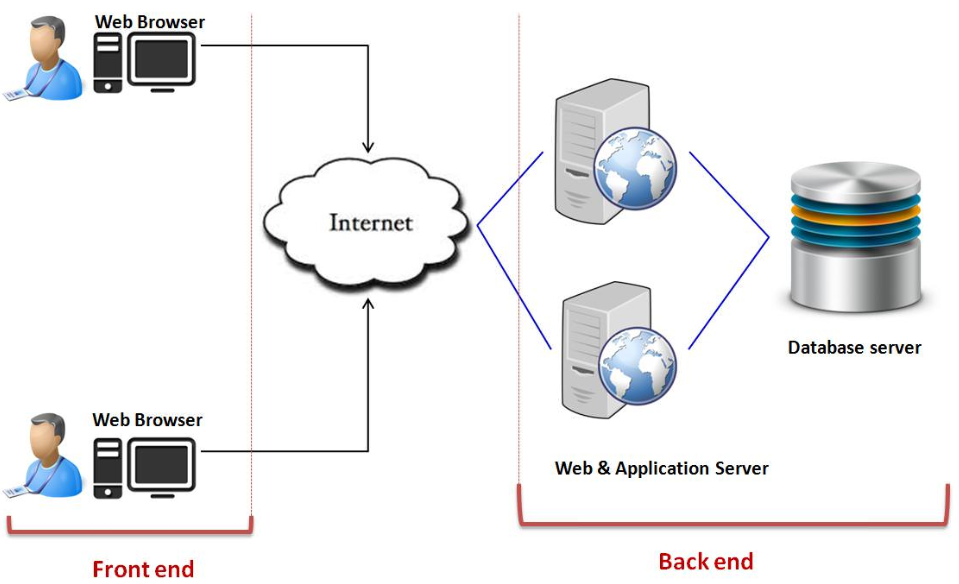 Web Browser
Internet
Database server
Web Browser
Web & Application Server
Front end
Back end